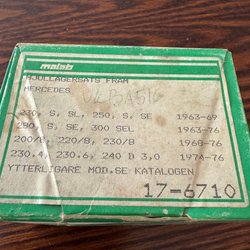 malab
HJULLAGERSATS FRAM
MERCEDES
230, S, SL, 250, S, SE 1963-69
280, S, SE, 300 SEL 1963-76
200/8, 220/8, 230/8 1968-76
230.4, 230.6, 240 D 3,0 1974-76
YTTERLIGARE MOD.SE KATALOGEN
17-6710